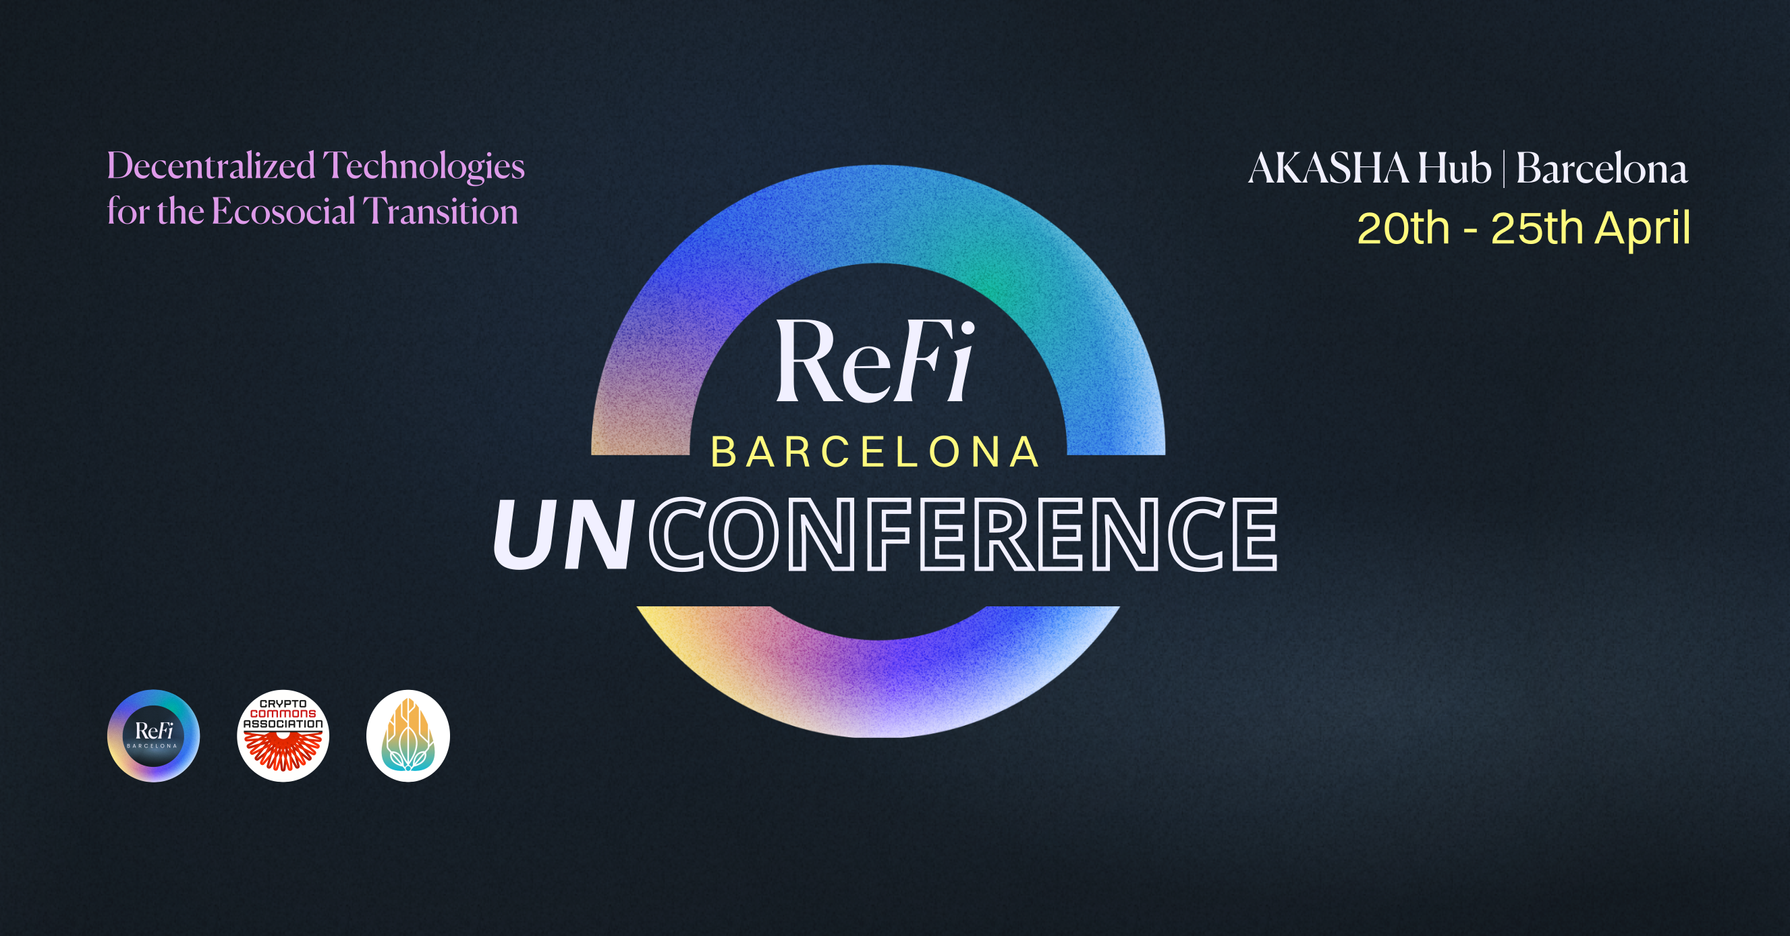 Decentralized Technologies
for the Ecosocial Transition
AKASHA Hub | Barcelona
20th - 25th April
ReFi
BARCELONA
UNCONFERENCE
ReFi
BARCELONA
CRYPTO
COMMONS
ASSOCIATION